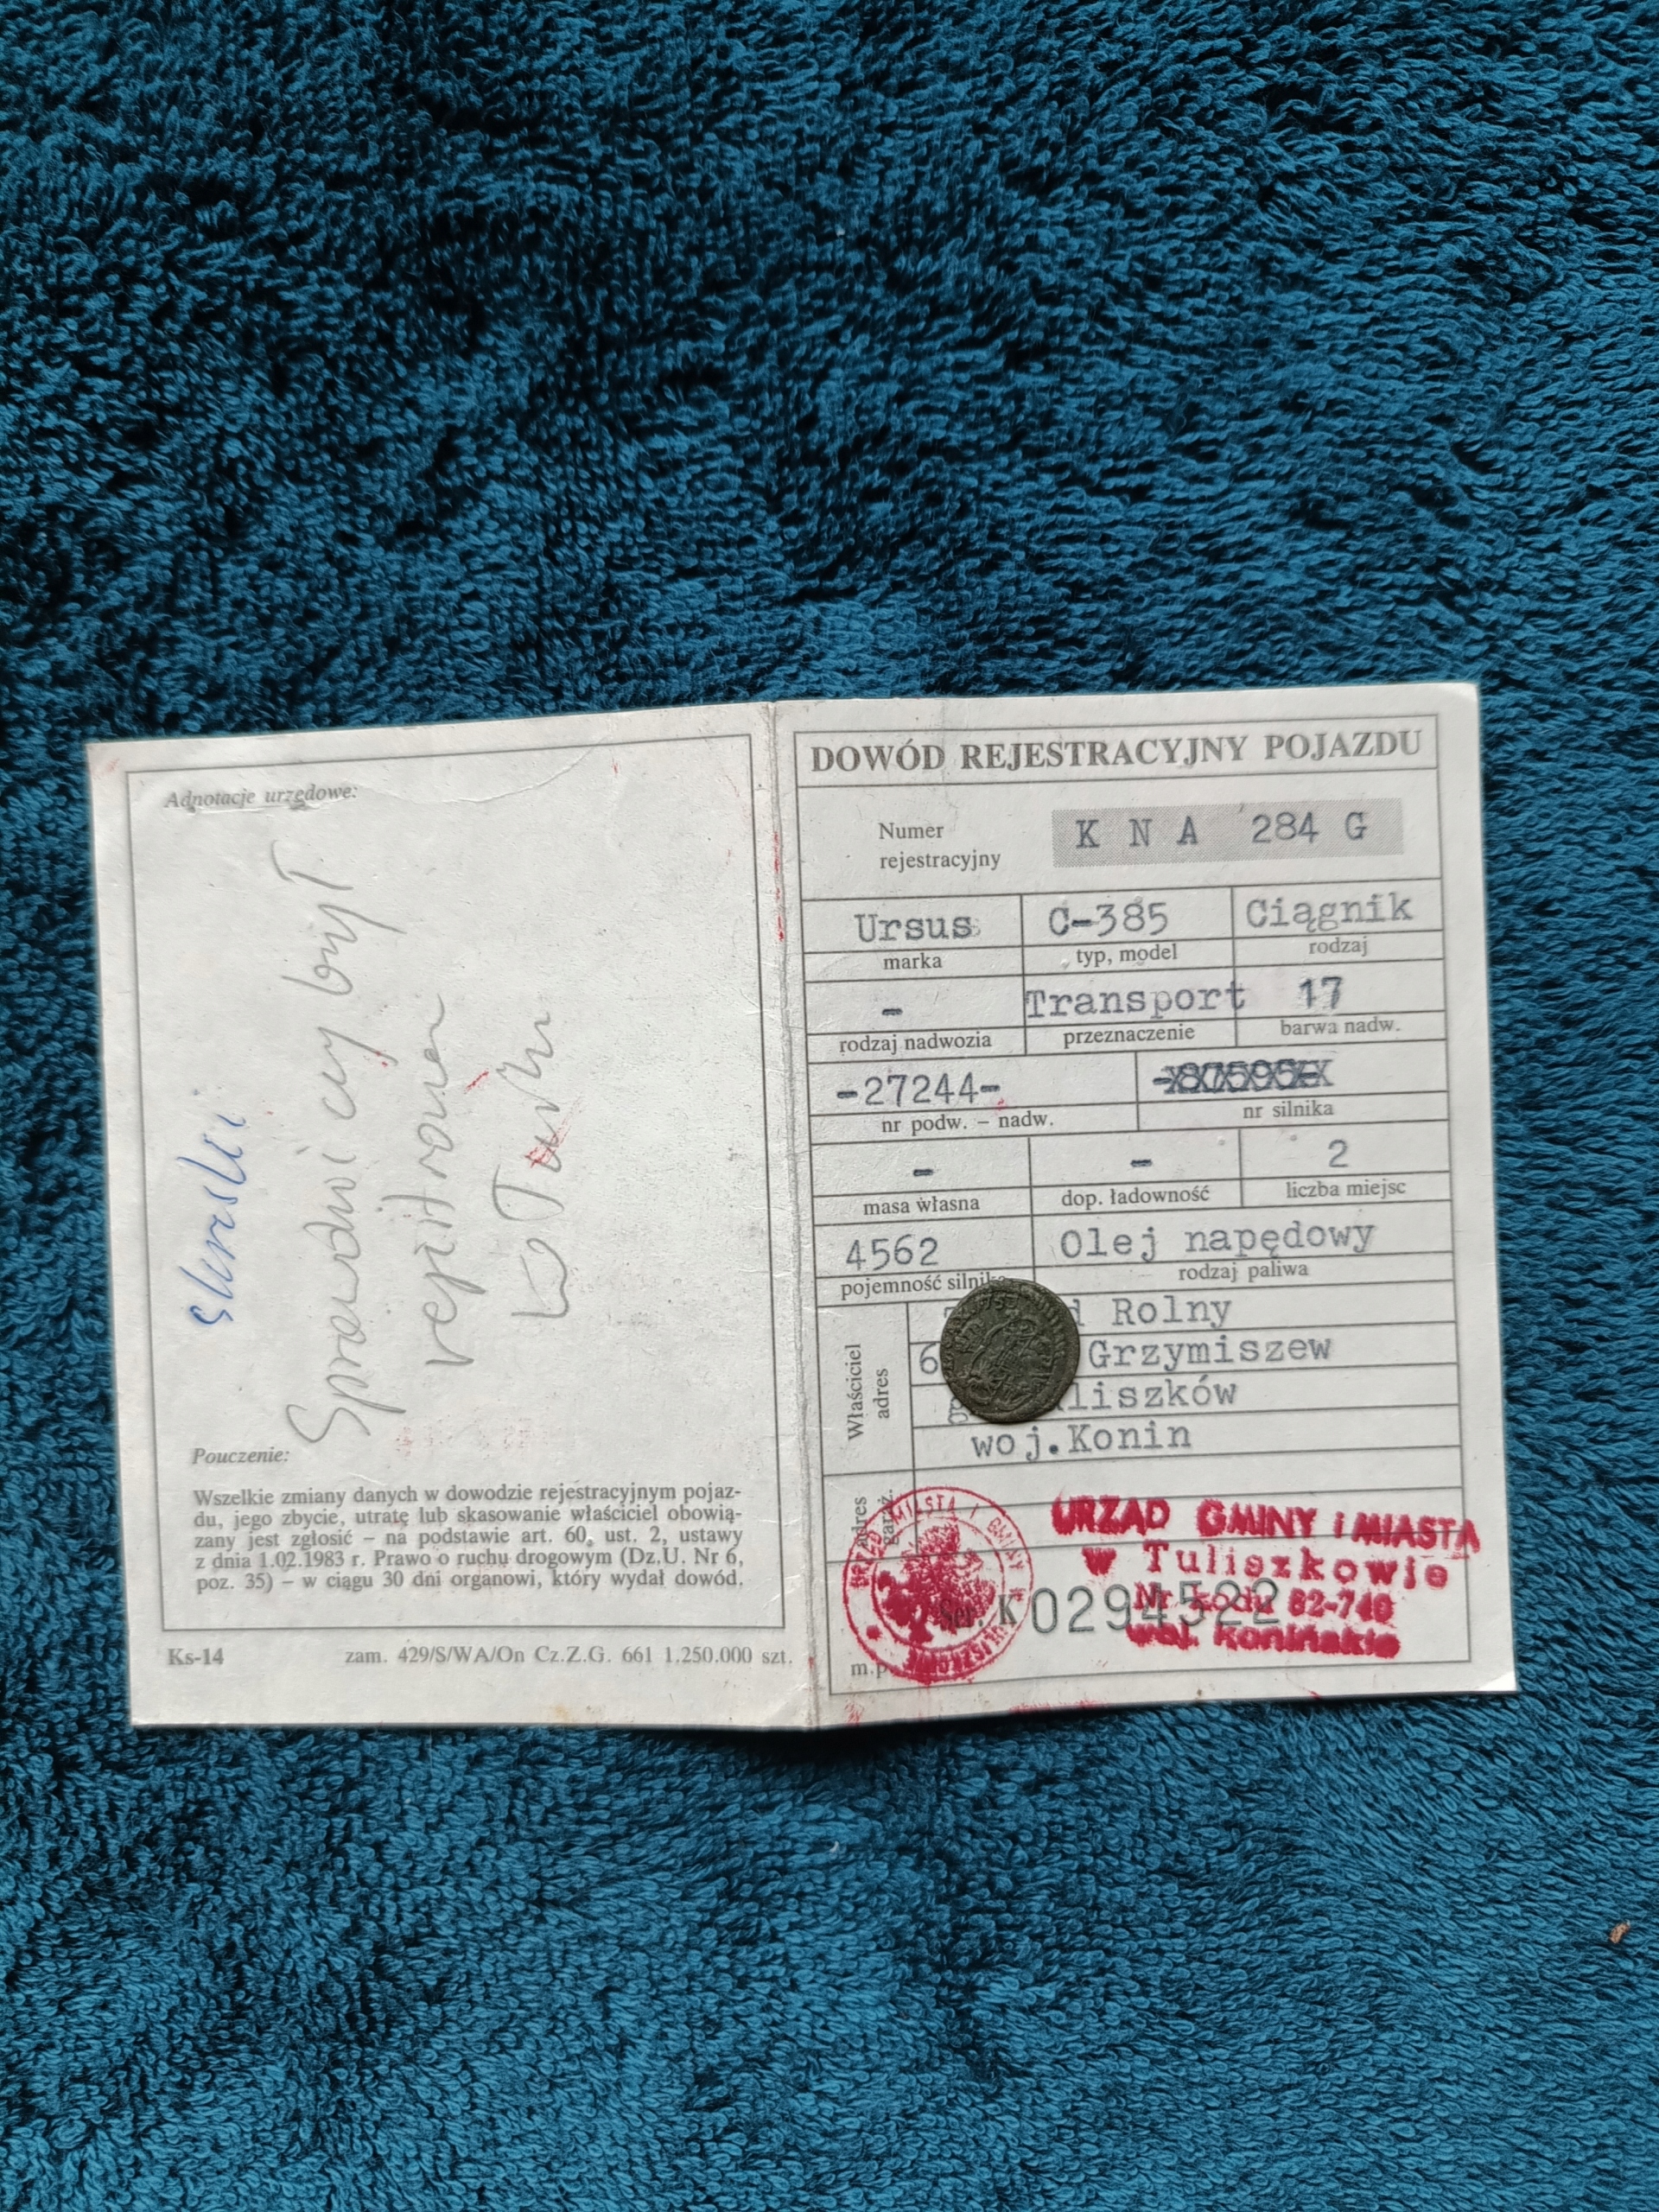 Adnotacje urzędowe:
Sprawdzić czy był
w
Pouczenie:
Wszelkie zmiany danych w dowodzie rejestracyjnym pojaz-
du, jego zbycie, utratę lub skasowanie właściciel obowią-
zany jest zgłosić – na podstawie art. 60, ust. 2, ustawy
z dnia 1.02.1983 r. Prawo o ruchu drogowym (Dz,U. Nr 6,
poz. 35) – w ciągu 30 dni organowi, który wydał dowód.
Ks-14 zam. 429/S/WA/On Cz.Z.G. 661 1.250.000 szt.
DOWÓD REJESTRACYJNY POJAZDU
Numer
rejestracyjny
K N A 284 G
Ursus C-385 Ciągnik
marka typ, model rodzaj
- Transport 17
rodzaj nadwozia przeznaczenie barwa nadw.
-27244-
nr podw. – nadw. nr silnika
- - 2
masa własna dop. ładowność liczba miejsc
4562 Olej napędowy
pojemność silnika rodzaj paliwa
Właściciel
adres
Rolny
Grzymiszew
woj.Konin
adres
garaż.
URZĄD GMINY i MIASTA
w Tuliszkowie
Nr kodu 62-740
woj. konińskie
Ser. K 0294522
m.p.